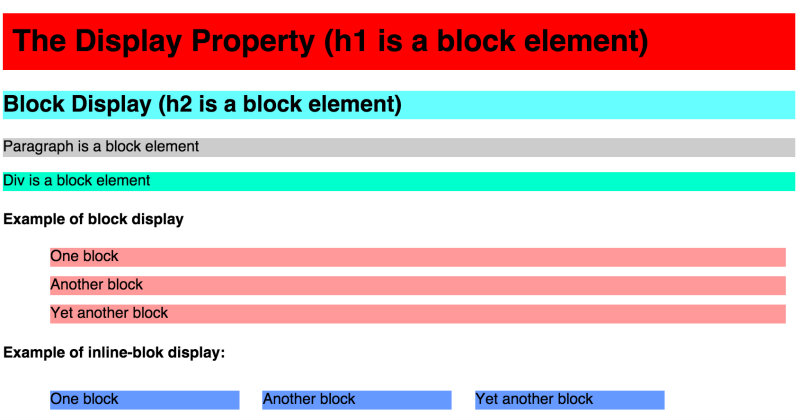 The Display Property (h1 is a block element)
Block Display (h2 is a block element)
Paragraph is a block element
Div is a block element
Example of block display
One block
Another block
Yet another block
Example of inline-blok display:
One block Another block Yet another block